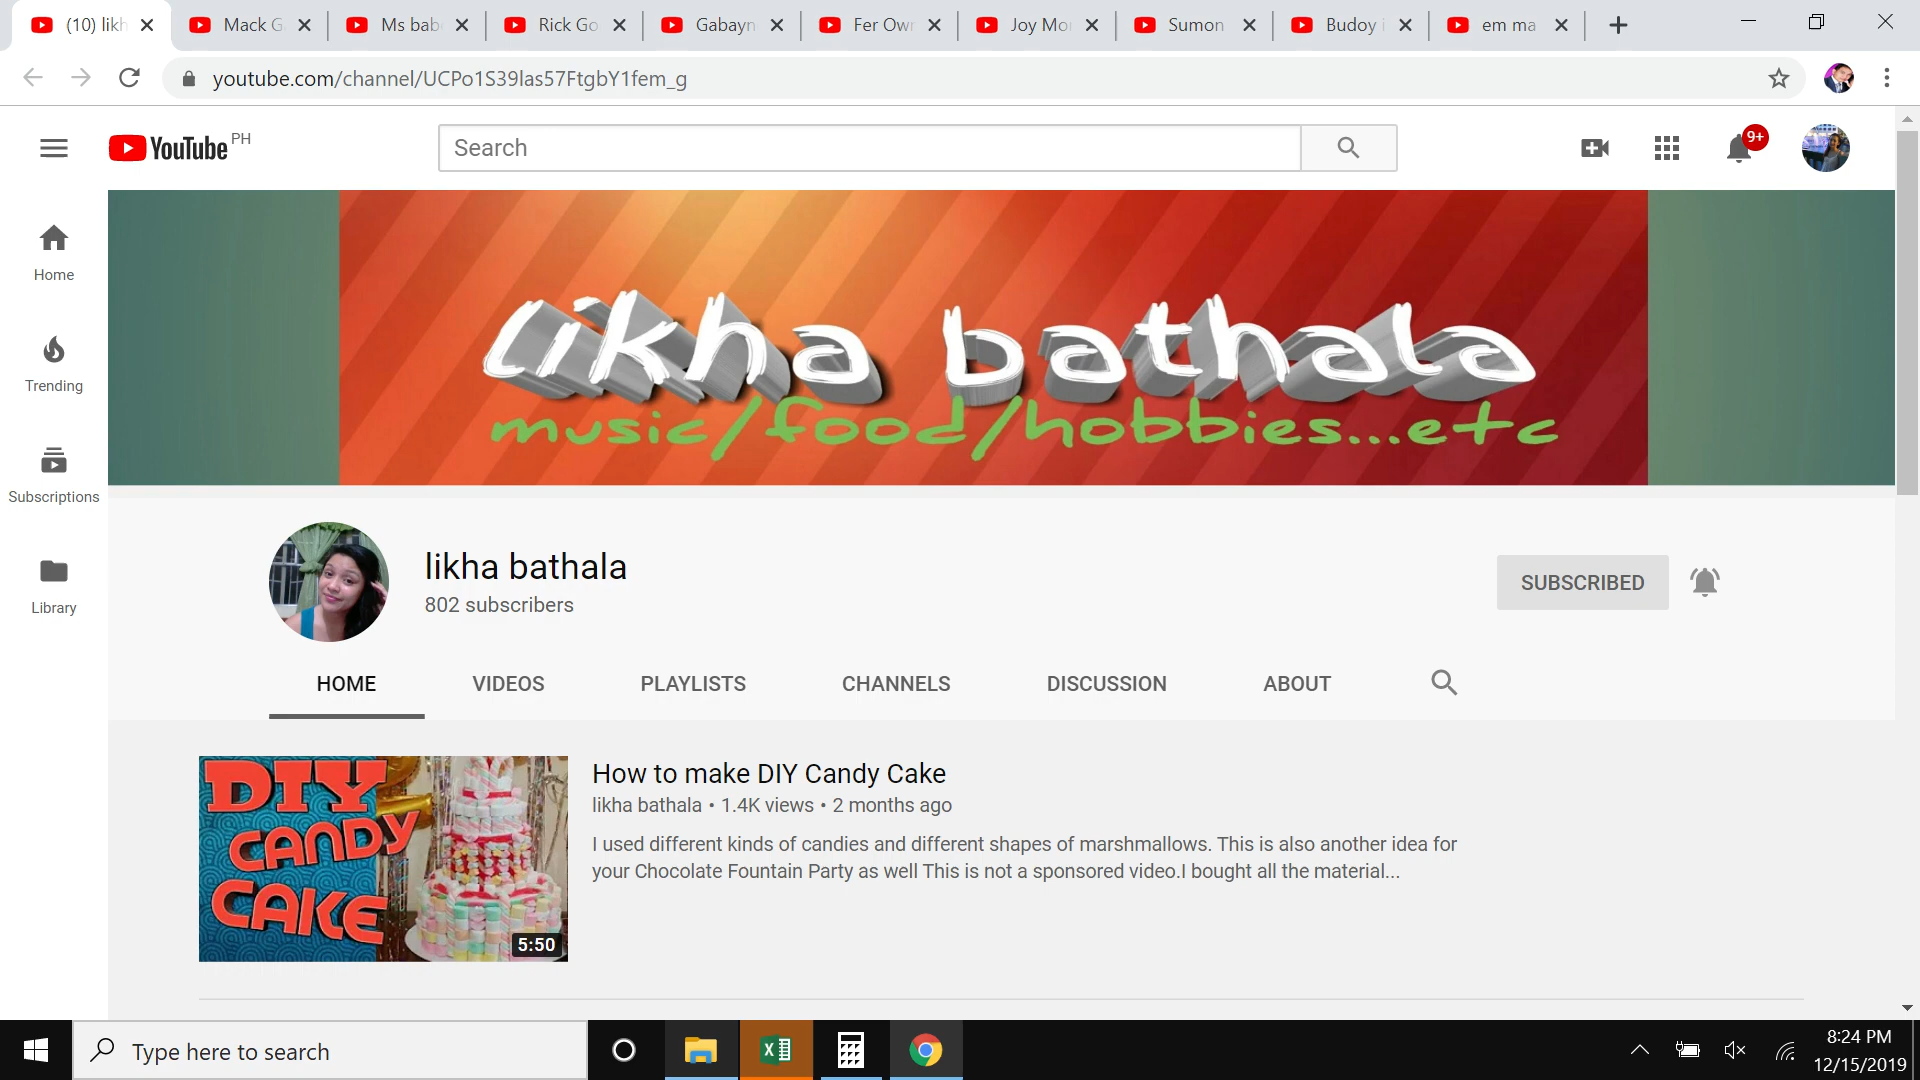 (10) likh
Mack G
Ms bab
Rick Go
Gabayn
Fer Owr
Joy Mo
Sumon
Budoy i
em ma
youtube.com/channel/UCPo1S39las57FtgbY1fem_g
YouTube PH
Search
9+
Home
Trending
Subscriptions
Library
likha bathala
music/food/hobbies...etc
likha bathala
802 subscribers
SUBSCRIBED
HOME VIDEOS PLAYLISTS CHANNELS DISCUSSION ABOUT
DIY
CANDY
CAKE
5:50
How to make DIY Candy Cake
likha bathala • 1.4K views • 2 months ago
I used different kinds of candies and different shapes of marshmallows. This is also another idea for
your Chocolate Fountain Party as well This is not a sponsored video.I bought all the material...
Type here to search
8:24 PM
12/15/2019